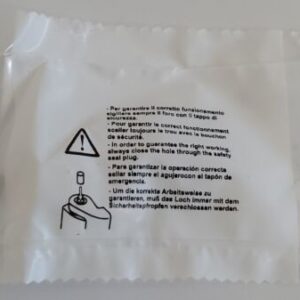 - Per garantire il corretto funzionamento
sigillare sempre il foro con il tappo di
sicurezza.
- Pour garantir le correct fonctionnement
sceller toujours le trou avec le bouchon
de sécurité.
- In order to guarantee the right working,
always close the hole through the safety
seal plug.
- Para garantizar la operación correcta
sellar siempre el agujerocon el tapón de
emergencia.
- Um die korrekte Arbeitsweise zu
garantieren, muß das Loch immer mit dem
Sicherheitspfropfen verschlossen werden.